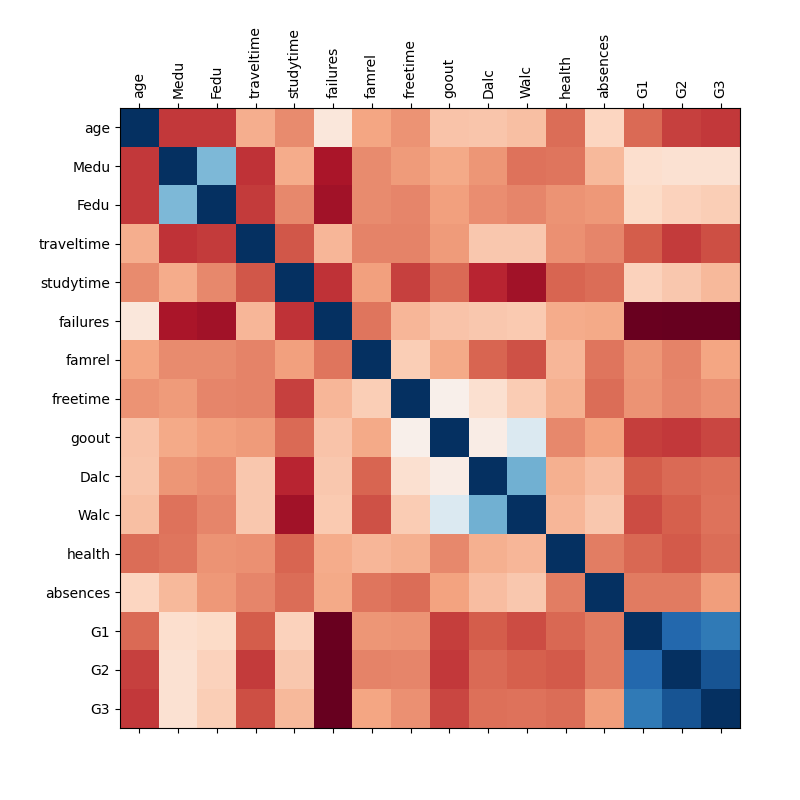 age
Medu
Fedu
traveltime
studytime
failures
famrel
freetime
goout
Dalc
Walc
health
absences
G1
G2
G3
age
Medu
Fedu
traveltime
studytime
failures
famrel
freetime
goout
Dalc
Walc
health
absences
G1
G2
G3